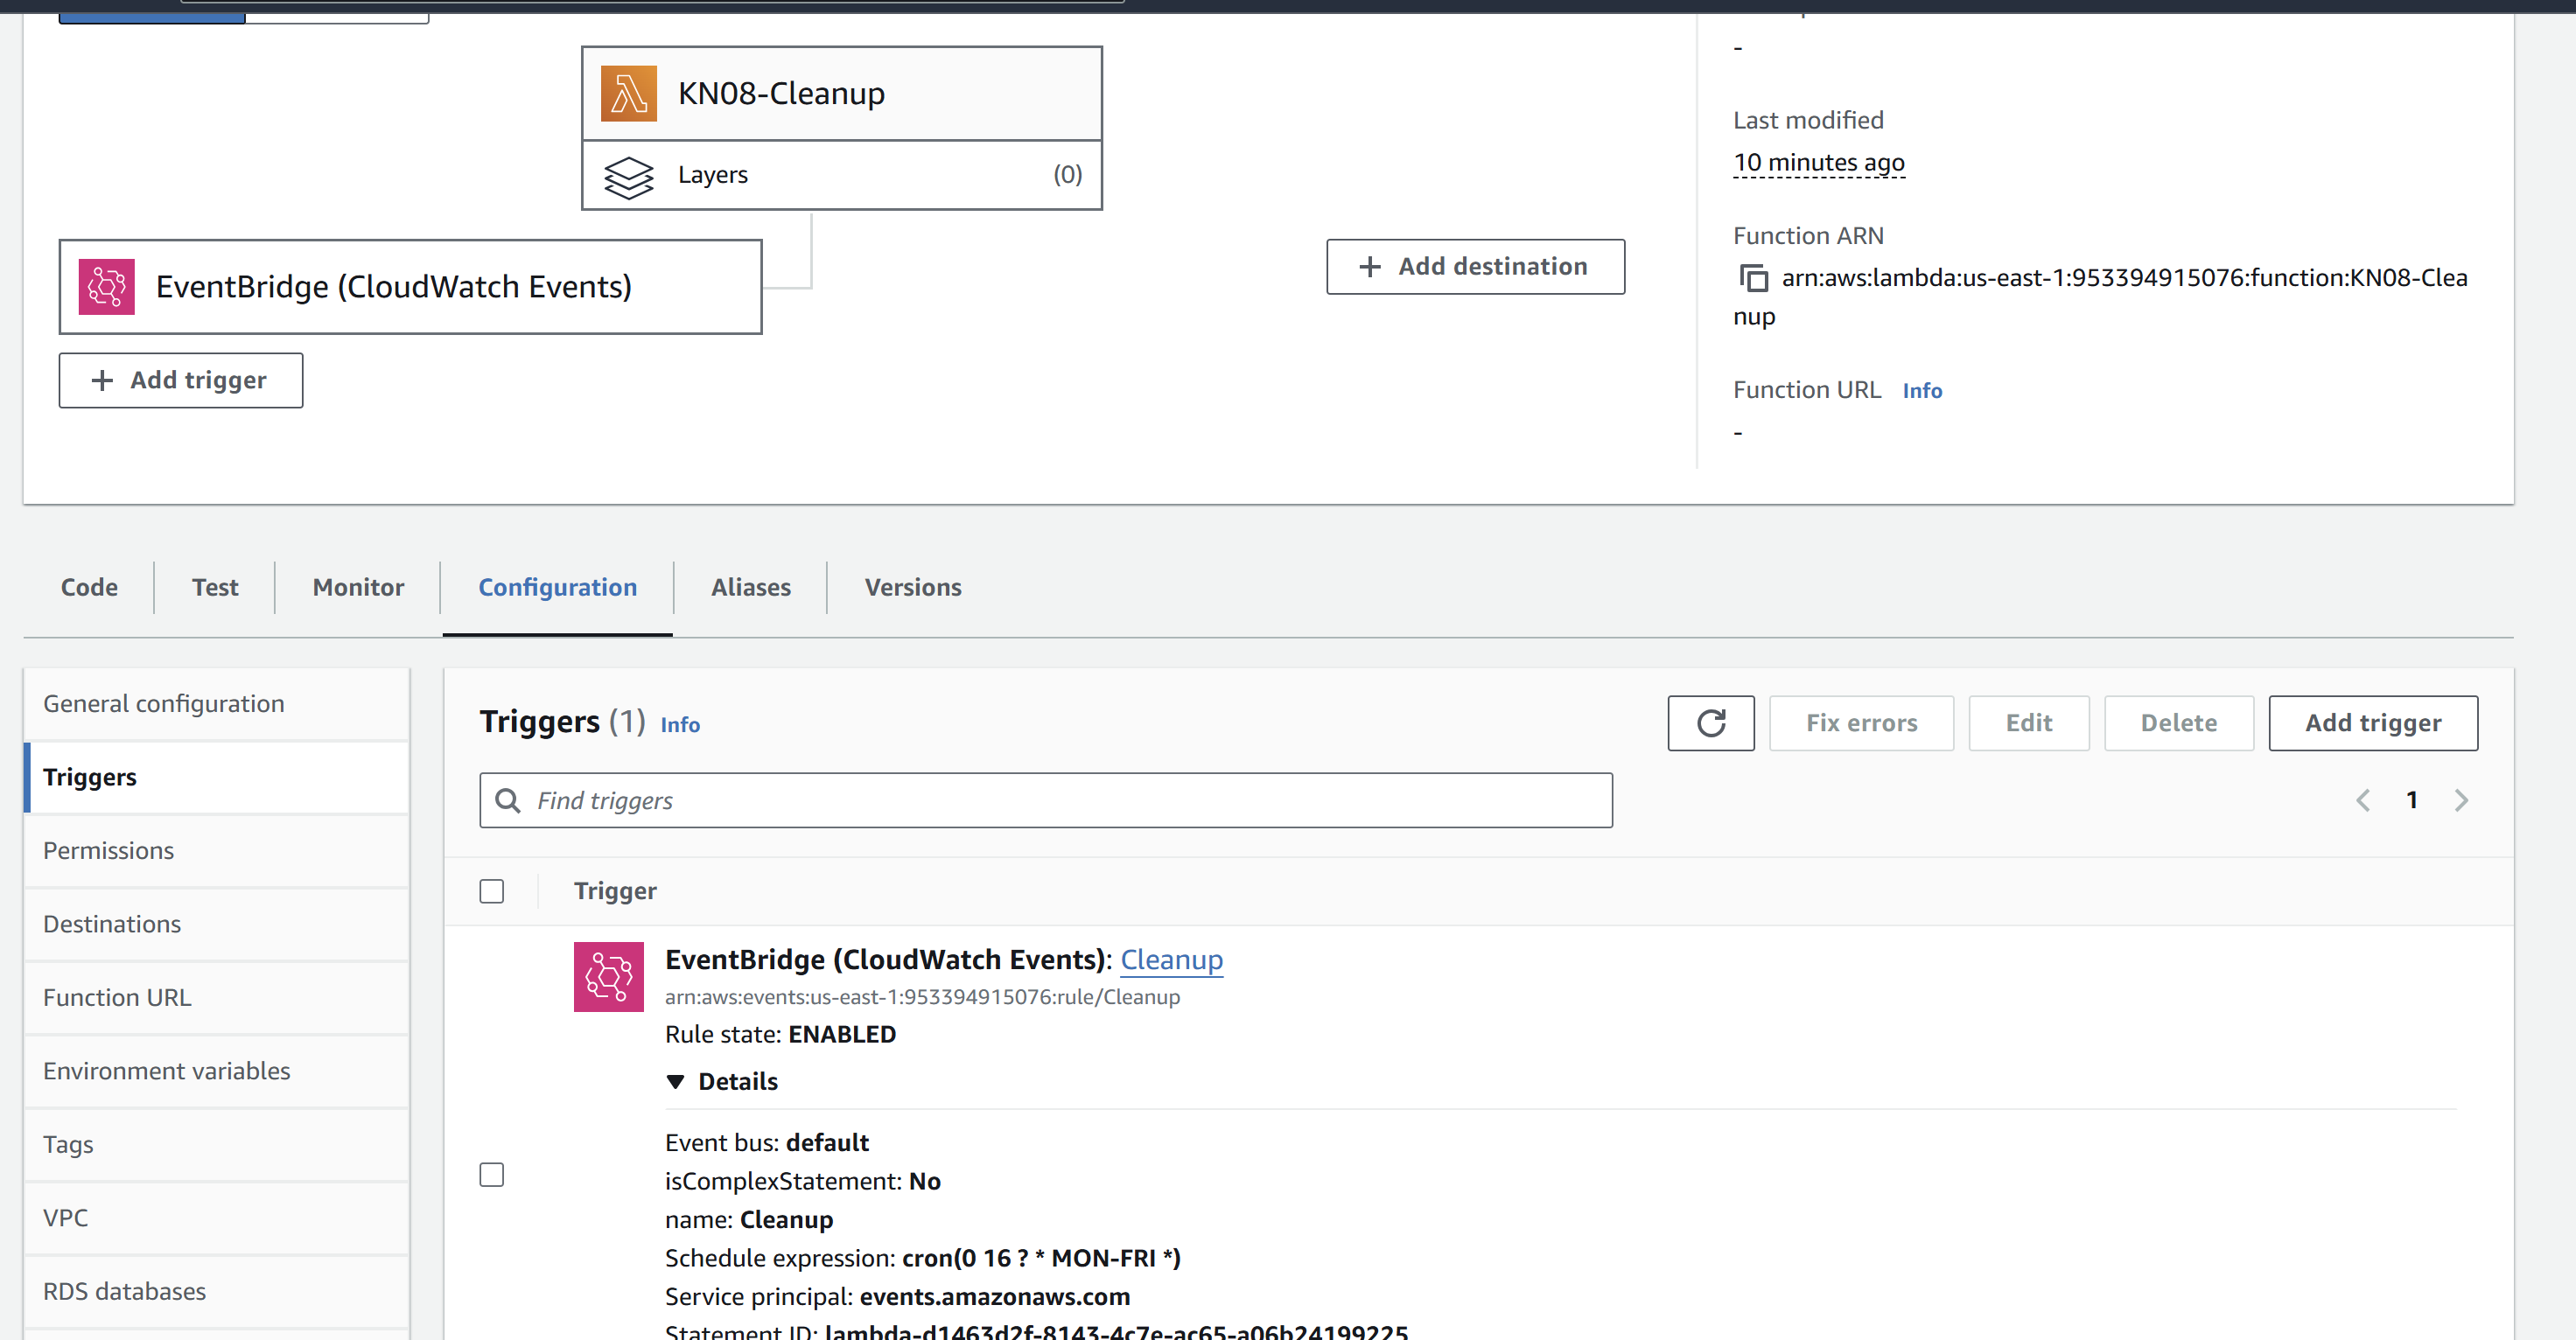 KN08-Cleanup
Layers
(0)
EventBridge (CloudWatch Events)
Add trigger
Add destination
-
Last modified
10 minutes ago
Function ARN
arn:aws:lambda:us-east-1:953394915076:function:KN08-Clea
nup
Function URL Info
-
Code
Test
Monitor
Configuration
Aliases
Versions
General configuration
Triggers
Permissions
Destinations
Function URL
Environment variables
Tags
VPC
RDS databases
Triggers (1) Info
Fix errors
Edit
Delete
Add trigger
Find triggers
1
Trigger
EventBridge (CloudWatch Events): Cleanup
arn:aws:events:us-east-1:953394915076:rule/Cleanup
Rule state: ENABLED
Details
Event bus: default
isComplexStatement: No
name: Cleanup
Schedule expression: cron(0 16 ? * MON-FRI *)
Service principal: events.amazonaws.com
Statement ID: lambda-d1463d2f-8143-4c7e-ac65-a06b24199225